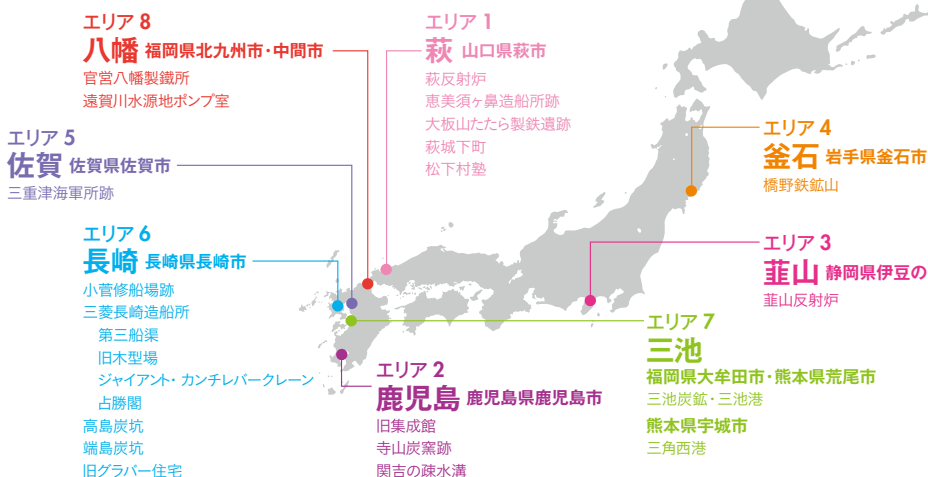 エリア 8
八幡 福岡県北九州市・中間市
官営八幡製鐵所
遠賀川水源地ポンプ室
エリア 1
萩 山口県萩市
萩反射炉
恵美須ヶ鼻造船所跡
大板山たたら製鉄遺跡
萩城下町
松下村塾
エリア 5
佐賀 佐賀県佐賀市
三重津海軍所跡
エリア 4
釜石 岩手県釜石市
橋野鉄鉱山
エリア 6
長崎 長崎県長崎市
小菅修船場跡
三菱長崎造船所
第三船渠
旧木型場
ジャイアント・カンチレバークレーン
占勝閣
高島炭坑
端島炭坑
旧グラバー住宅
エリア 3
韮山 静岡県伊豆の
韮山反射炉
エリア 7
三池
福岡県大牟田市・熊本県荒尾市
三池炭鉱・三池港
熊本県宇城市
三角西港
エリア 2
鹿児島 鹿児島県鹿児島市
旧集成館
寺山炭窯跡
関吉の疎水溝